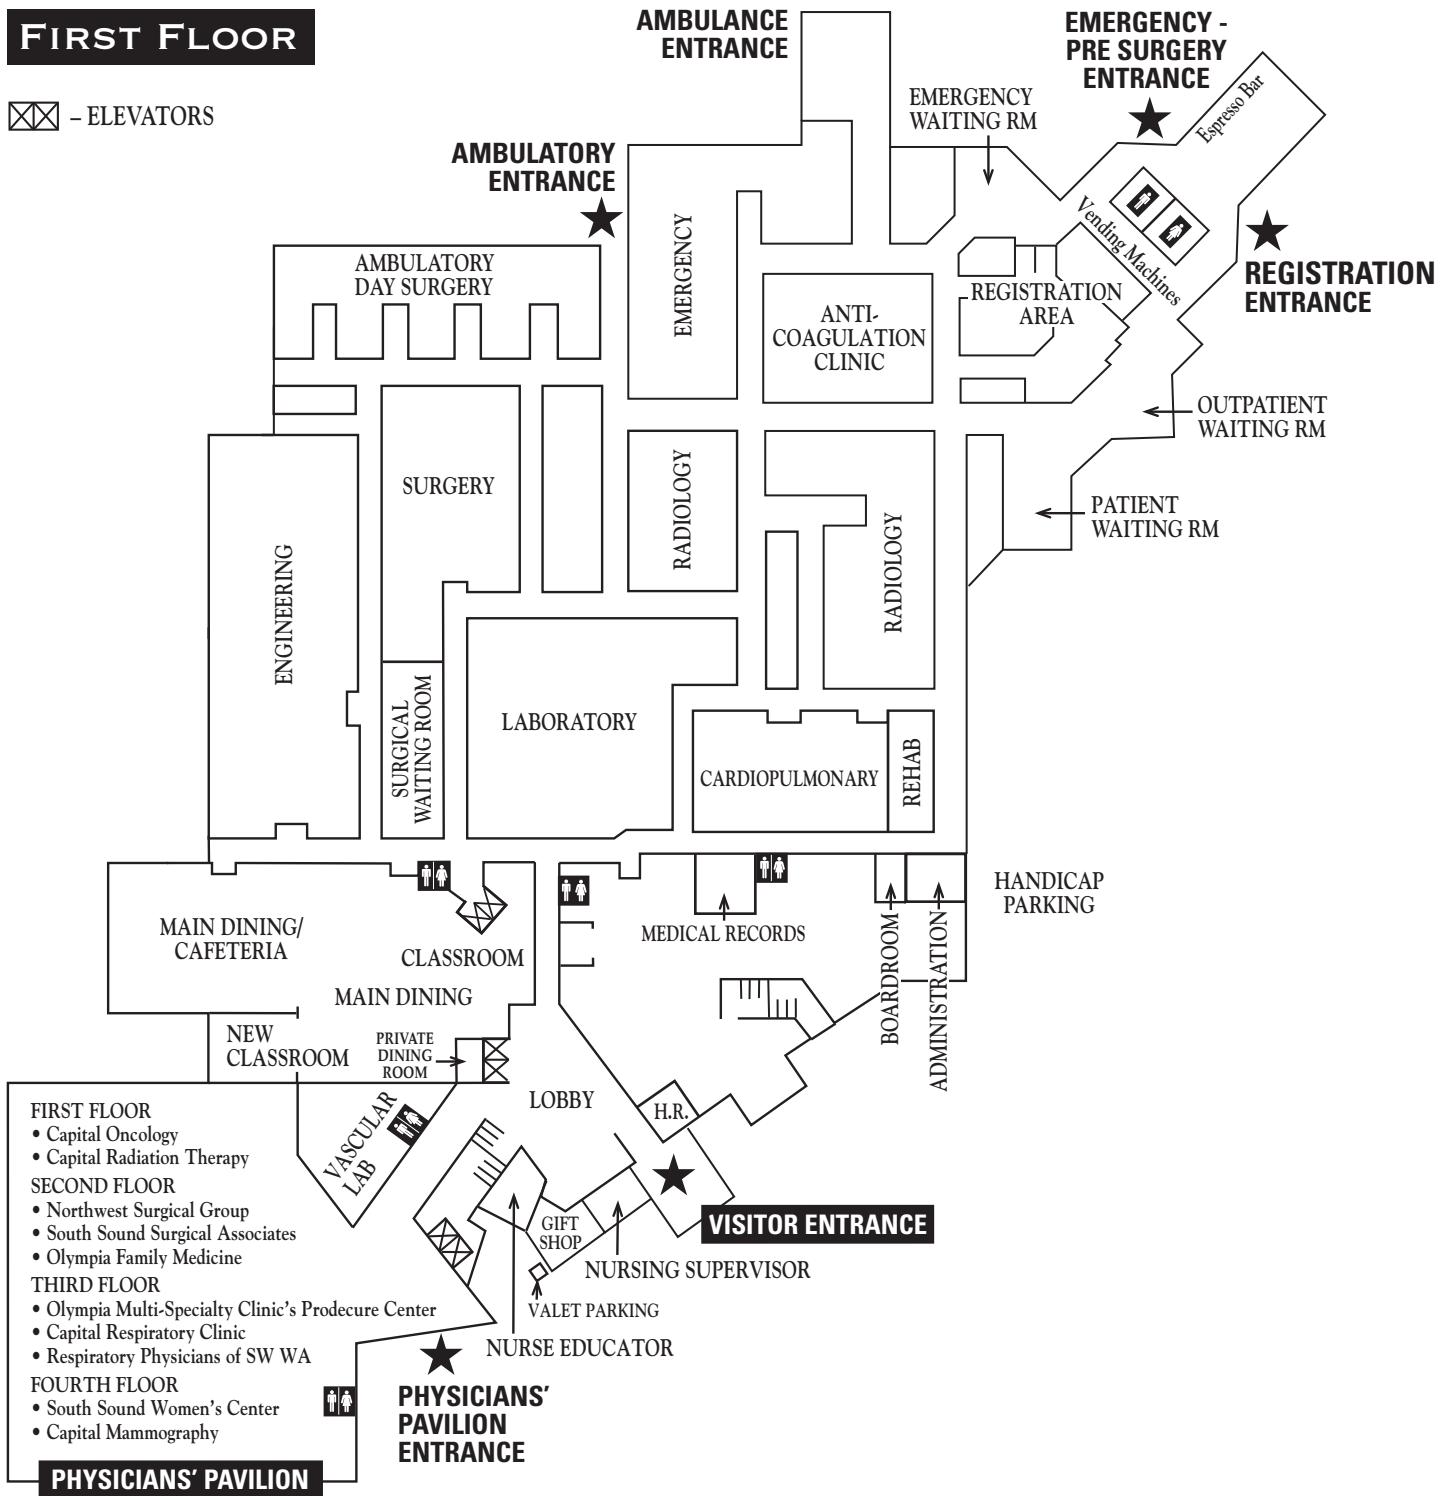 FIRST FLOOR
– ELEVATORS
AMBULANCE
ENTRANCE
EMERGENCY -
PRE SURGERY
ENTRANCE
EMERGENCY
WAITING RM
Espresso Bar
AMBULATORY
ENTRANCE
Vending Machines
REGISTRATION
ENTRANCE
EMERGENCY
AMBULATORY
DAY SURGERY
ANTI-
COAGULATION
CLINIC
REGISTRATION
AREA
OUTPATIENT
WAITING RM
SURGERY
RADIOLOGY
RADIOLOGY
PATIENT
WAITING RM
ENGINEERING
SURGICAL
WAITING ROOM
LABORATORY
CARDIOPULMONARY
REHAB
HANDICAP
PARKING
MAIN DINING/
CAFETERIA
CLASSROOM
MEDICAL RECORDS
BOARDROOM
ADMINISTRATION
MAIN DINING
NEW
CLASSROOM
PRIVATE
DINING
ROOM
LOBBY
H.R.
VASCULAR
LAB
FIRST FLOOR
• Capital Oncology
• Capital Radiation Therapy
SECOND FLOOR
• Northwest Surgical Group
• South Sound Surgical Associates
• Olympia Family Medicine
THIRD FLOOR
• Olympia Multi-Specialty Clinic's Prodecure Center
• Capital Respiratory Clinic
• Respiratory Physicians of SW WA
FOURTH FLOOR
• South Sound Women's Center
• Capital Mammography
PHYSICIANS' PAVILION
GIFT
SHOP
VISITOR ENTRANCE
NURSING SUPERVISOR
VALET PARKING
NURSE EDUCATOR
PHYSICIANS'
PAVILION
ENTRANCE